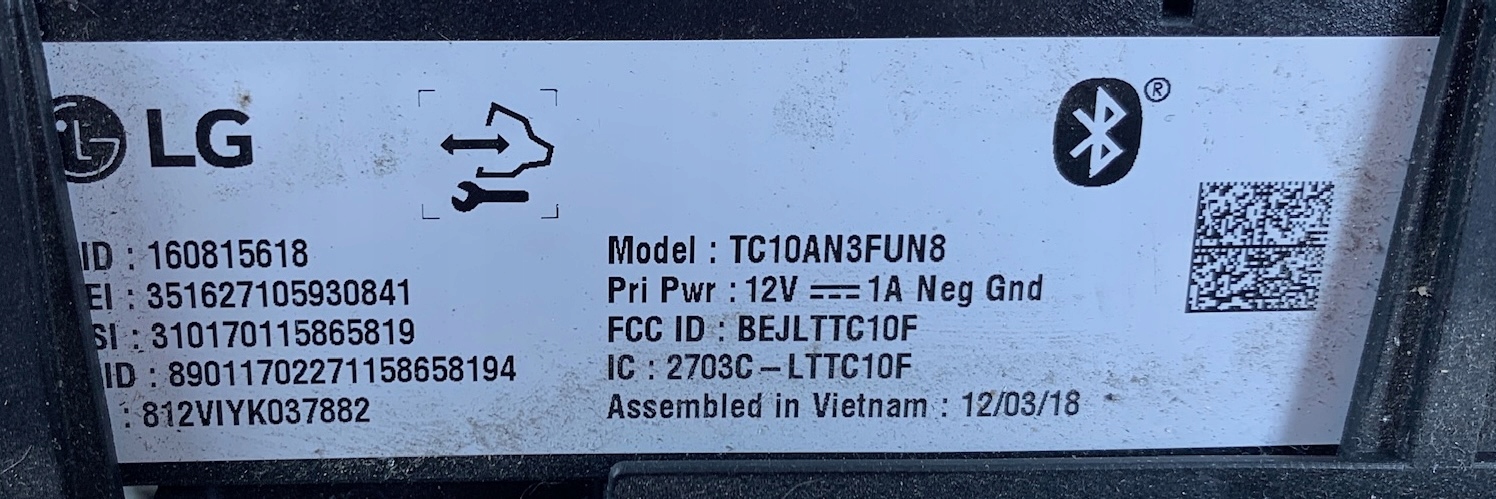 LG
®
ID : 160815618
EI : 351627105930841
SI : 310170115865819
ID : 89011702271158658194
: 812VIYK037882
Model : TC10AN3FUN8
Pri Pwr : 12V 1A Neg Gnd
FCC ID : BEJLTTC10F
IC : 2703C-LTTC10F
Assembled in Vietnam : 12/03/18